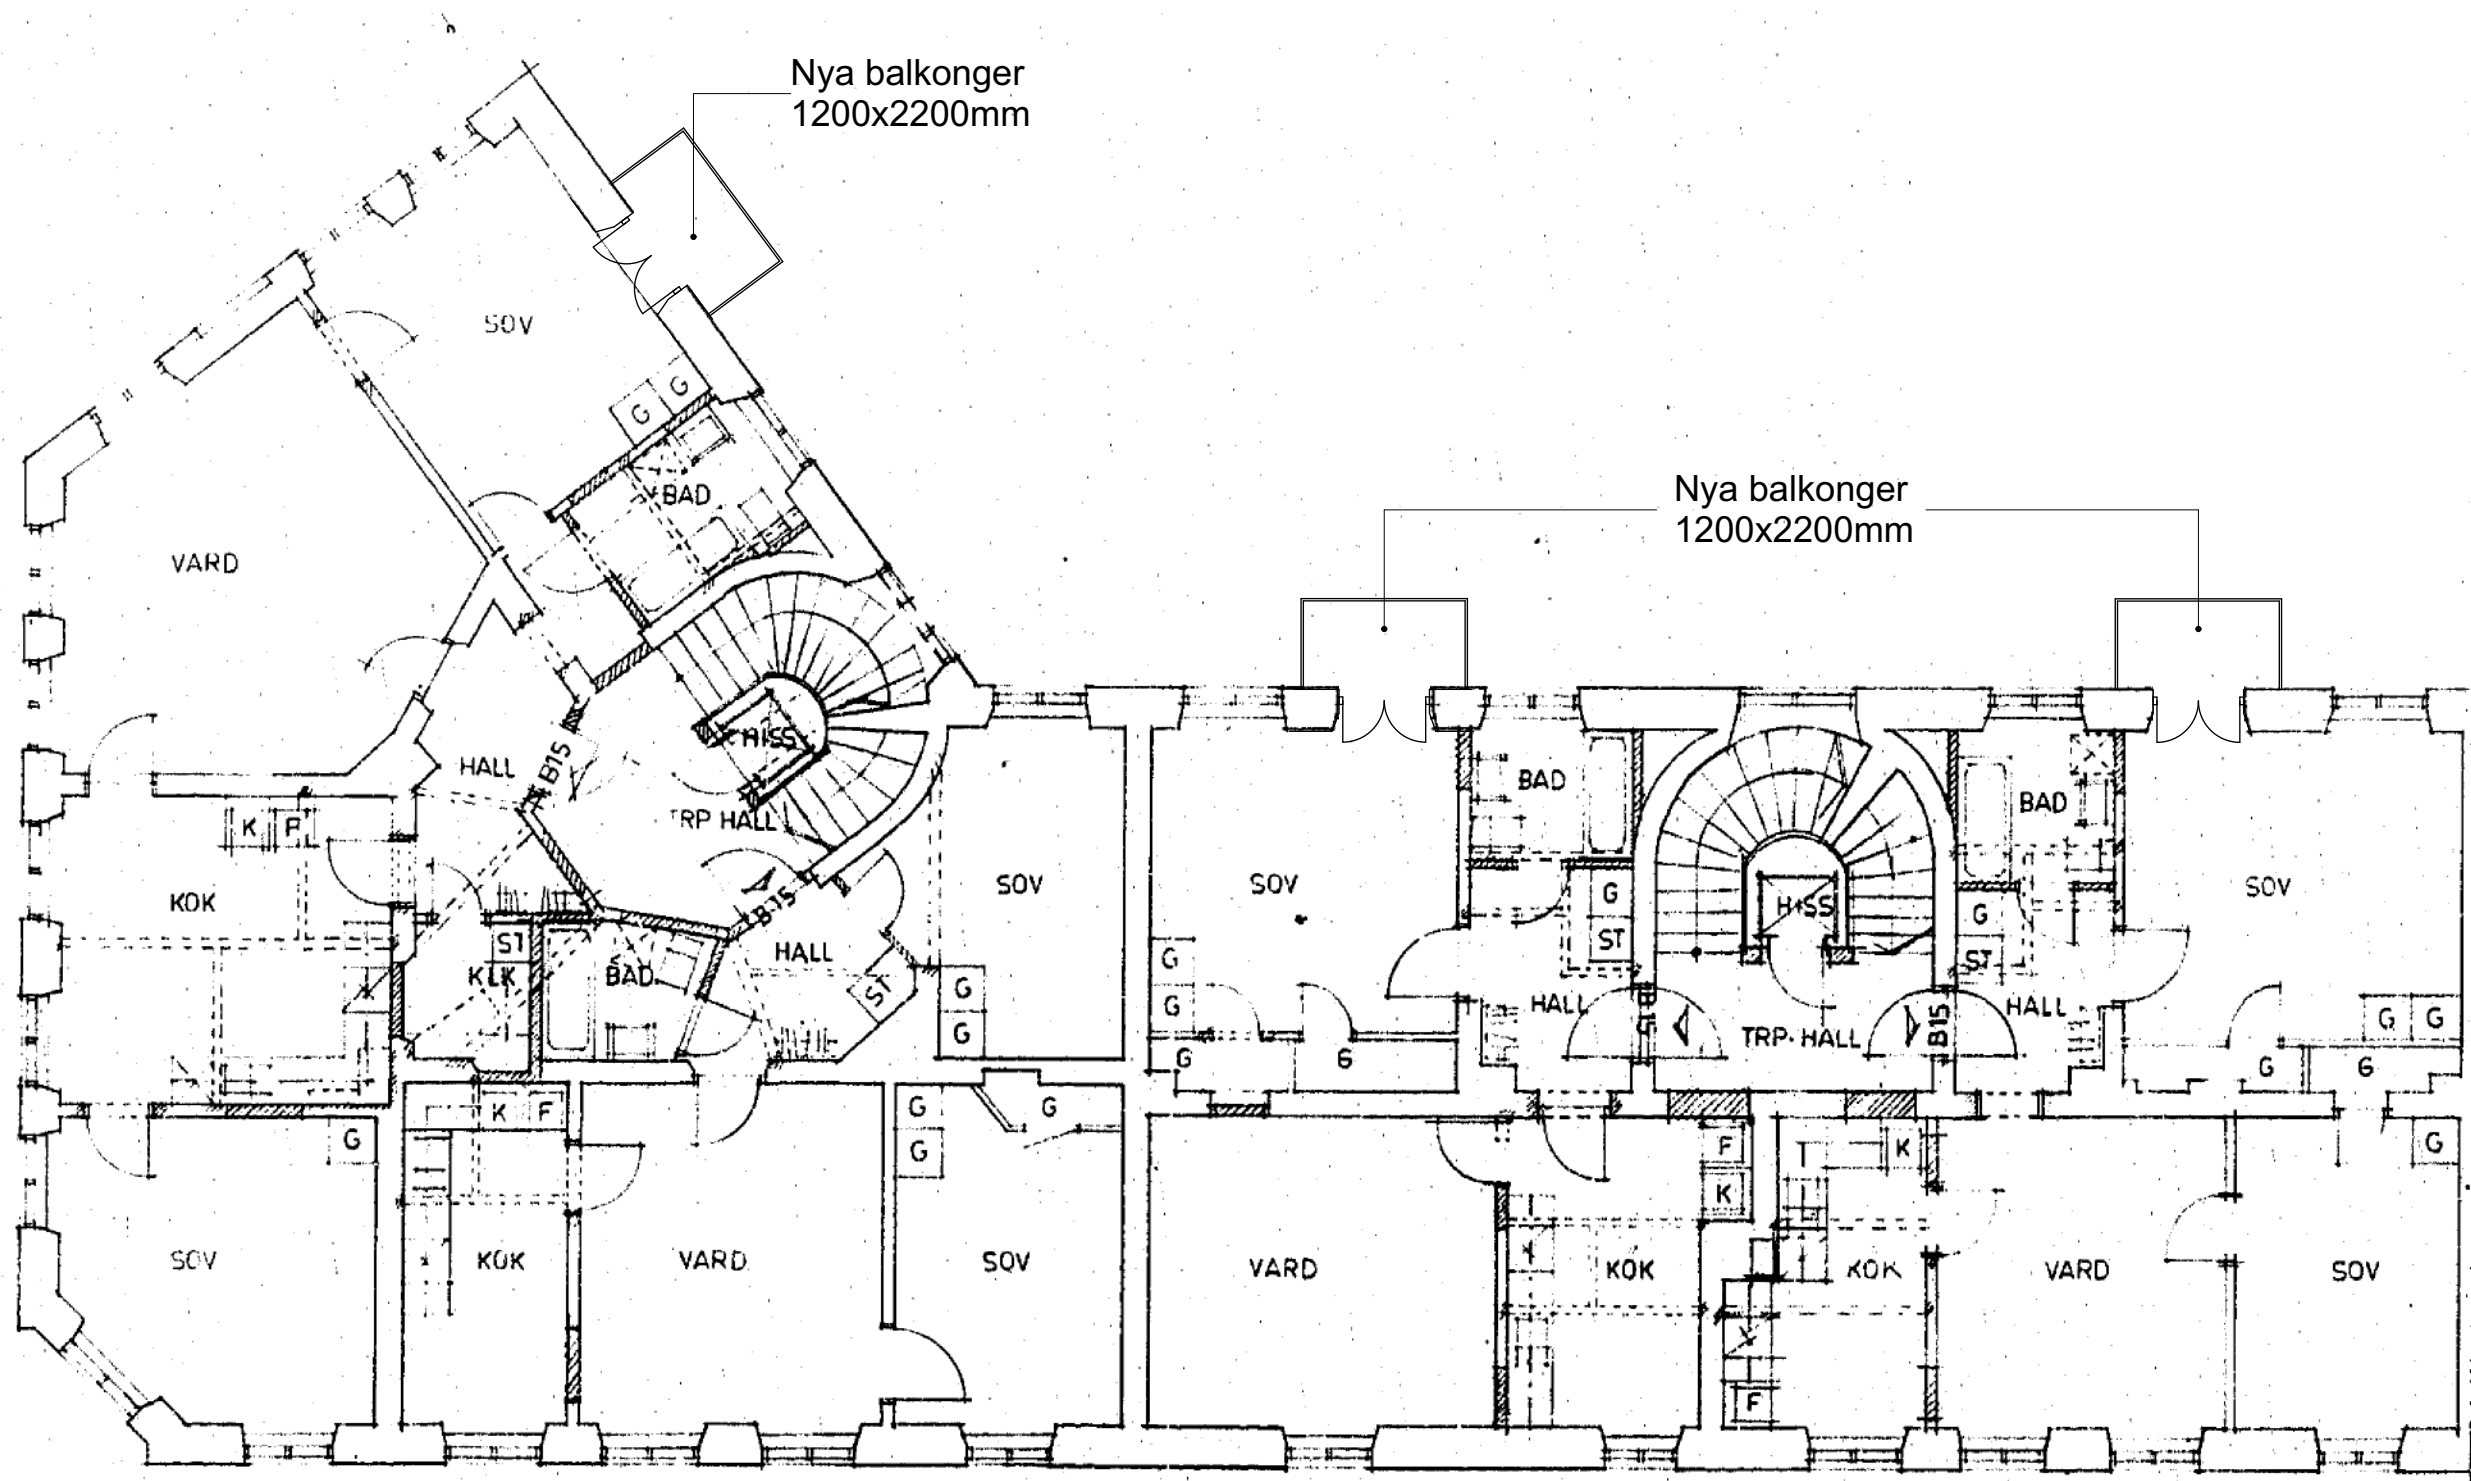 Nya balkonger
1200x2200mm
SOV
G
G
BAD
Nya balkonger
1200x2200mm
VARD
HISS
HALL
B15
BAD
BAD
K
F
TRP HALL
KOK
SOV
SOV
G
HISS
G
SOV
B15
ST
HALL
ST
G
ST
KLK
BAD
ST
G
G
G
G
HALL
B15
TRP. HALL
B15
HALL
G
G
G
G
G
G
G
K
F
G
G
G
F
K
K
G
SOV
KOK
VARD
SOV
VARD
KOK
KOK
VARD
SOV
F